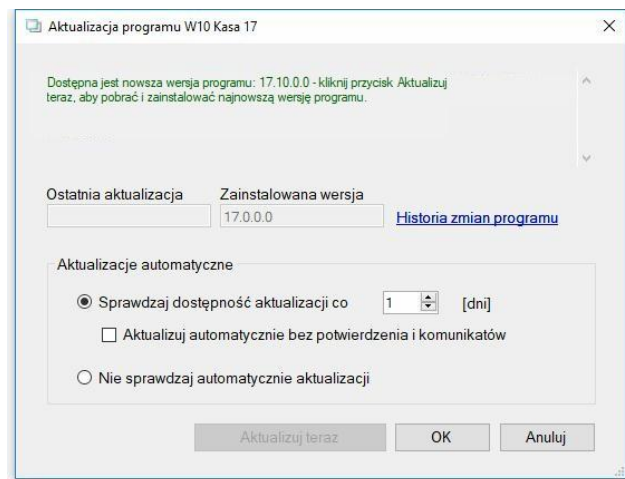 Aktualizacja programu W10 Kasa 17
Dostępna jest nowsza wersja programu: 17.10.0.0 - kliknij przycisk Aktualizuj
teraz, aby pobrać i zainstalować najnowszą wersję programu.
Ostatnia aktualizacja Zainstalowana wersja
17.0.0.0 Historia zmian programu
Aktualizacje automatyczne
Sprawdzaj dostępność aktualizacji co 1 [dni]
Aktualizuj automatycznie bez potwierdzenia i komunikatów
Nie sprawdzaj automatycznie aktualizacji
Aktualizuj teraz OK Anuluj